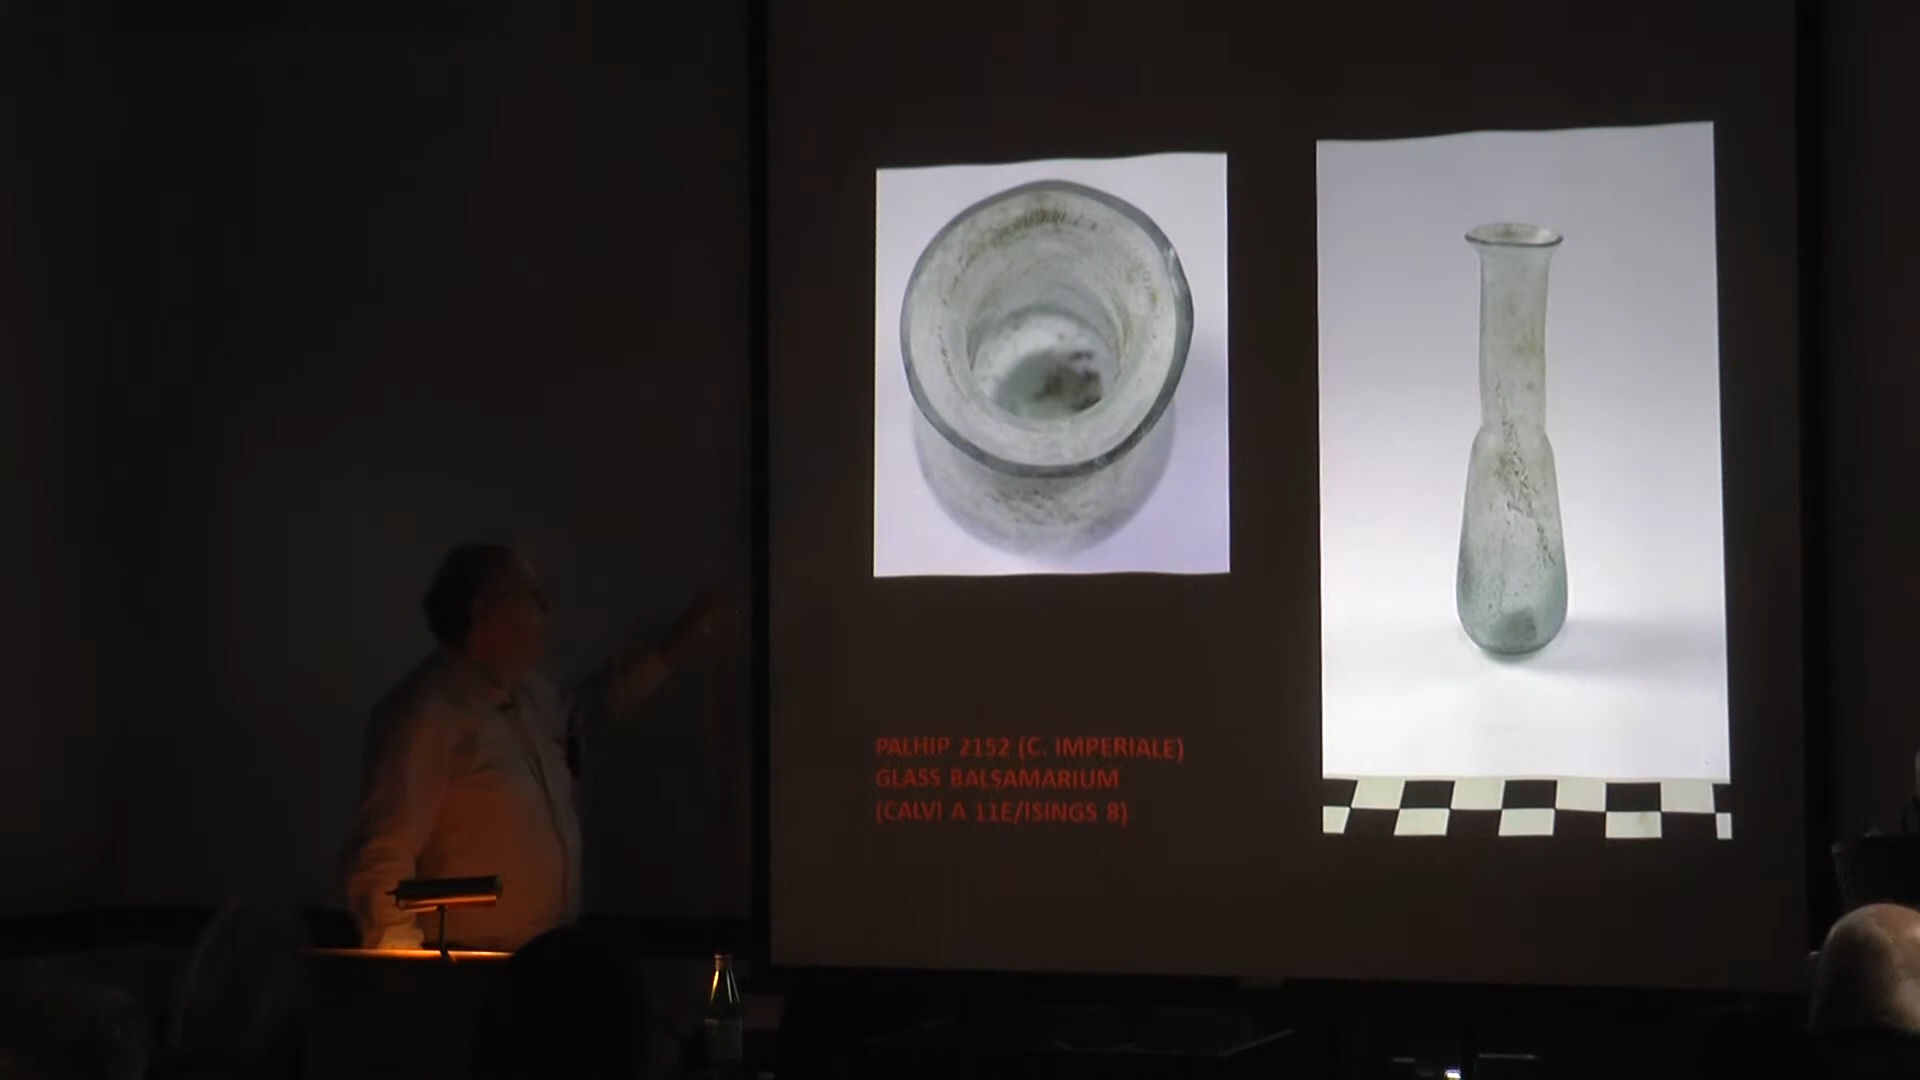 PALHIP 2152 (C. IMPERIALE)
GLASS BALSAMARIUM
(CALVI A 11E/ISINGS 8)